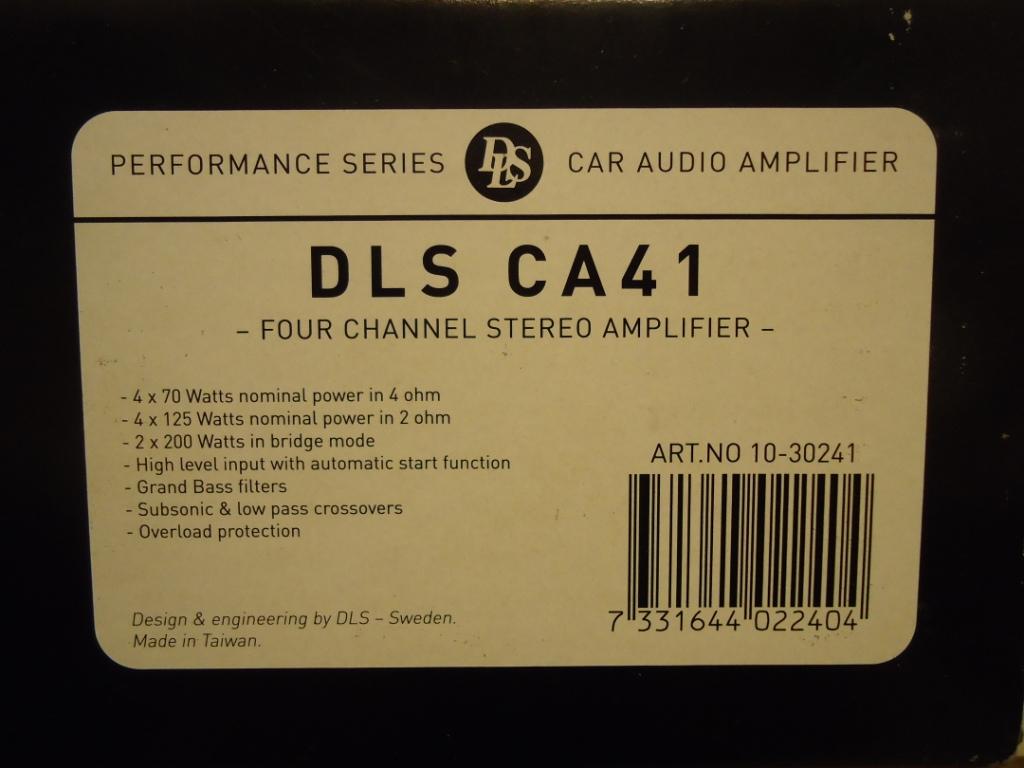 PERFORMANCE SERIES DLS CAR AUDIO AMPLIFIER
DLS CA41
– FOUR CHANNEL STEREO AMPLIFIER –
- 4 x 70 Watts nominal power in 4 ohm
- 4 x 125 Watts nominal power in 2 ohm
- 2 x 200 Watts in bridge mode
- High level input with automatic start function
- Grand Bass filters
- Subsonic & low pass crossovers
- Overload protection
ART.NO 10-30241
7 331644 022404
Design & engineering by DLS – Sweden.
Made in Taiwan.